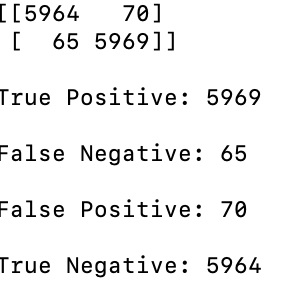 [[5964   70]
 [  65 5969]]
True Positive: 5969
False Negative: 65
False Positive: 70
True Negative: 5964